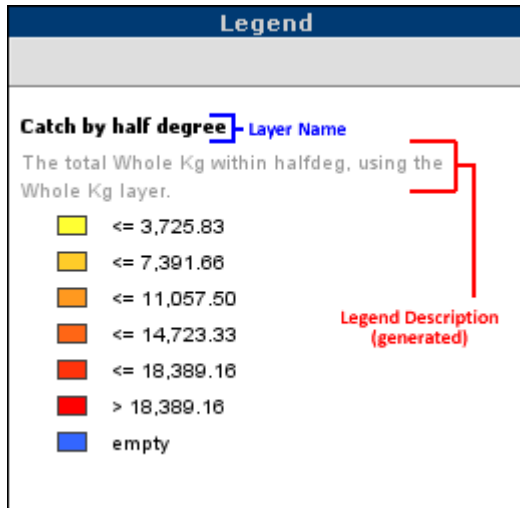 Legend
Catch by half degree
Layer Name
The total Whole Kg within halfdeg, using the
Whole Kg layer.
<= 3,725.83
<= 7,391.66
<= 11,057.50
<= 14,723.33
<= 18,389.16
> 18,389.16
empty
Legend Description
(generated)